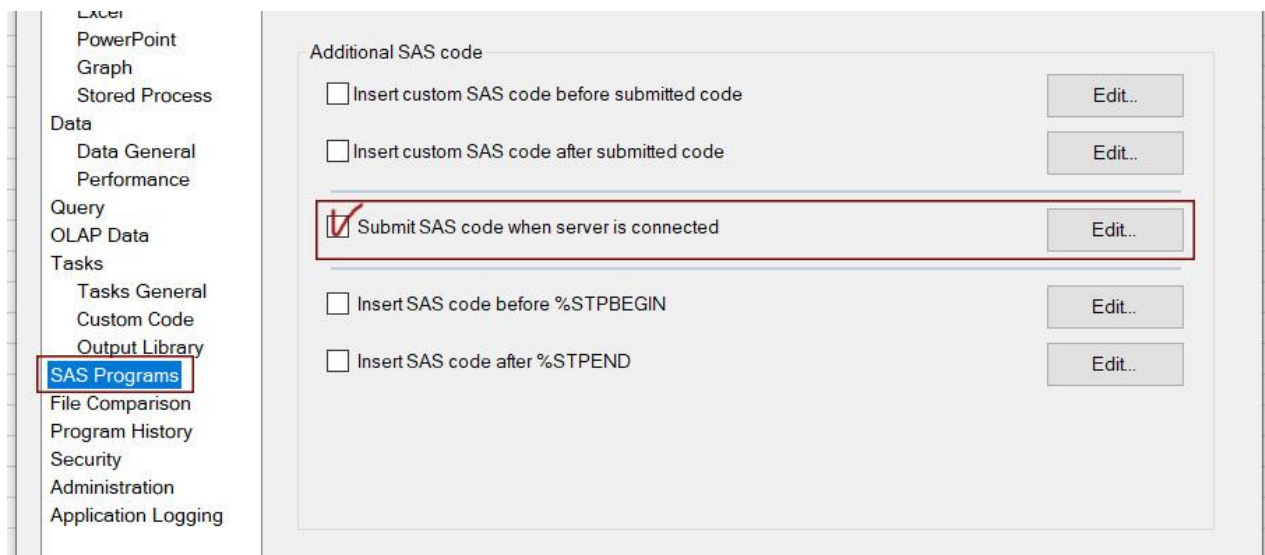 Excel
PowerPoint
Graph
Stored Process
Data
Data General
Performance
Query
OLAP Data
Tasks
Tasks General
Custom Code
Output Library
SAS Programs
File Comparison
Program History
Security
Administration
Application Logging
Additional SAS code
Insert custom SAS code before submitted code Edit...
Insert custom SAS code after submitted code Edit...
Submit SAS code when server is connected Edit...
Insert SAS code before %STPBEGIN Edit...
Insert SAS code after %STPEND Edit...